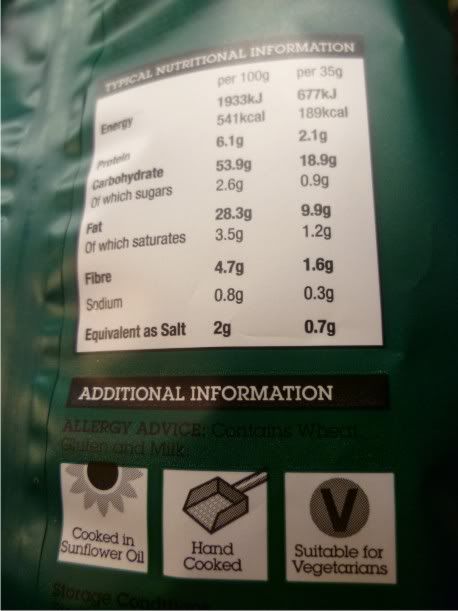 TYPICAL NUTRITIONAL INFORMATION
per 100g per 35g
Energy 1933kJ 677kJ
541kcal 189kcal
Protein 6.1g 2.1g
Carbohydrate 53.9g 18.9g
Of which sugars 2.6g 0.9g
Fat 28.3g 9.9g
Of which saturates 3.5g 1.2g
Fibre 4.7g 1.6g
Sodium 0.8g 0.3g
Equivalent as Salt 2g 0.7g
ADDITIONAL INFORMATION
ALLERGY ADVICE: Contains Wheat
Gluten and Milk
Cooked in
Sunflower Oil
Hand
Cooked
V
Suitable for
Vegetarians
Storage